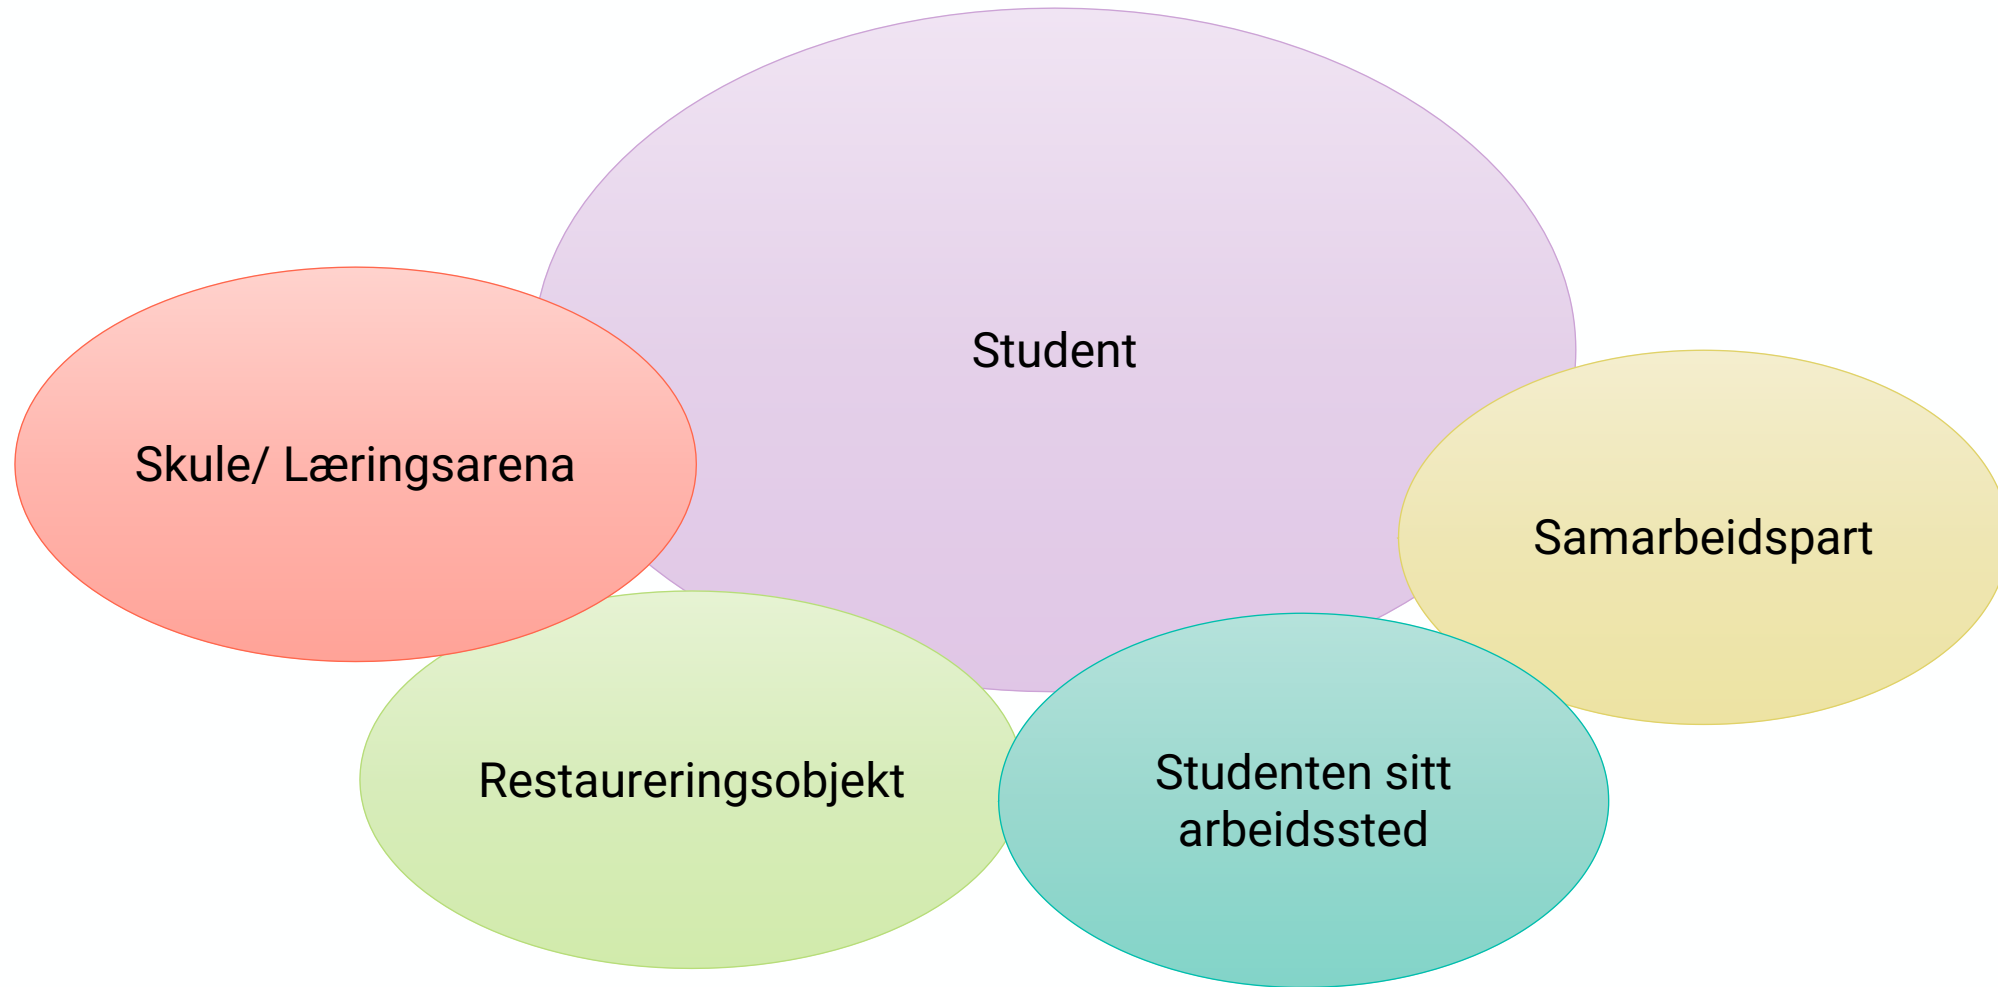 Student
Skule/ Læringsarena
Samarbeidspart
Restaureringsobjekt
Studenten sitt
arbeidssted